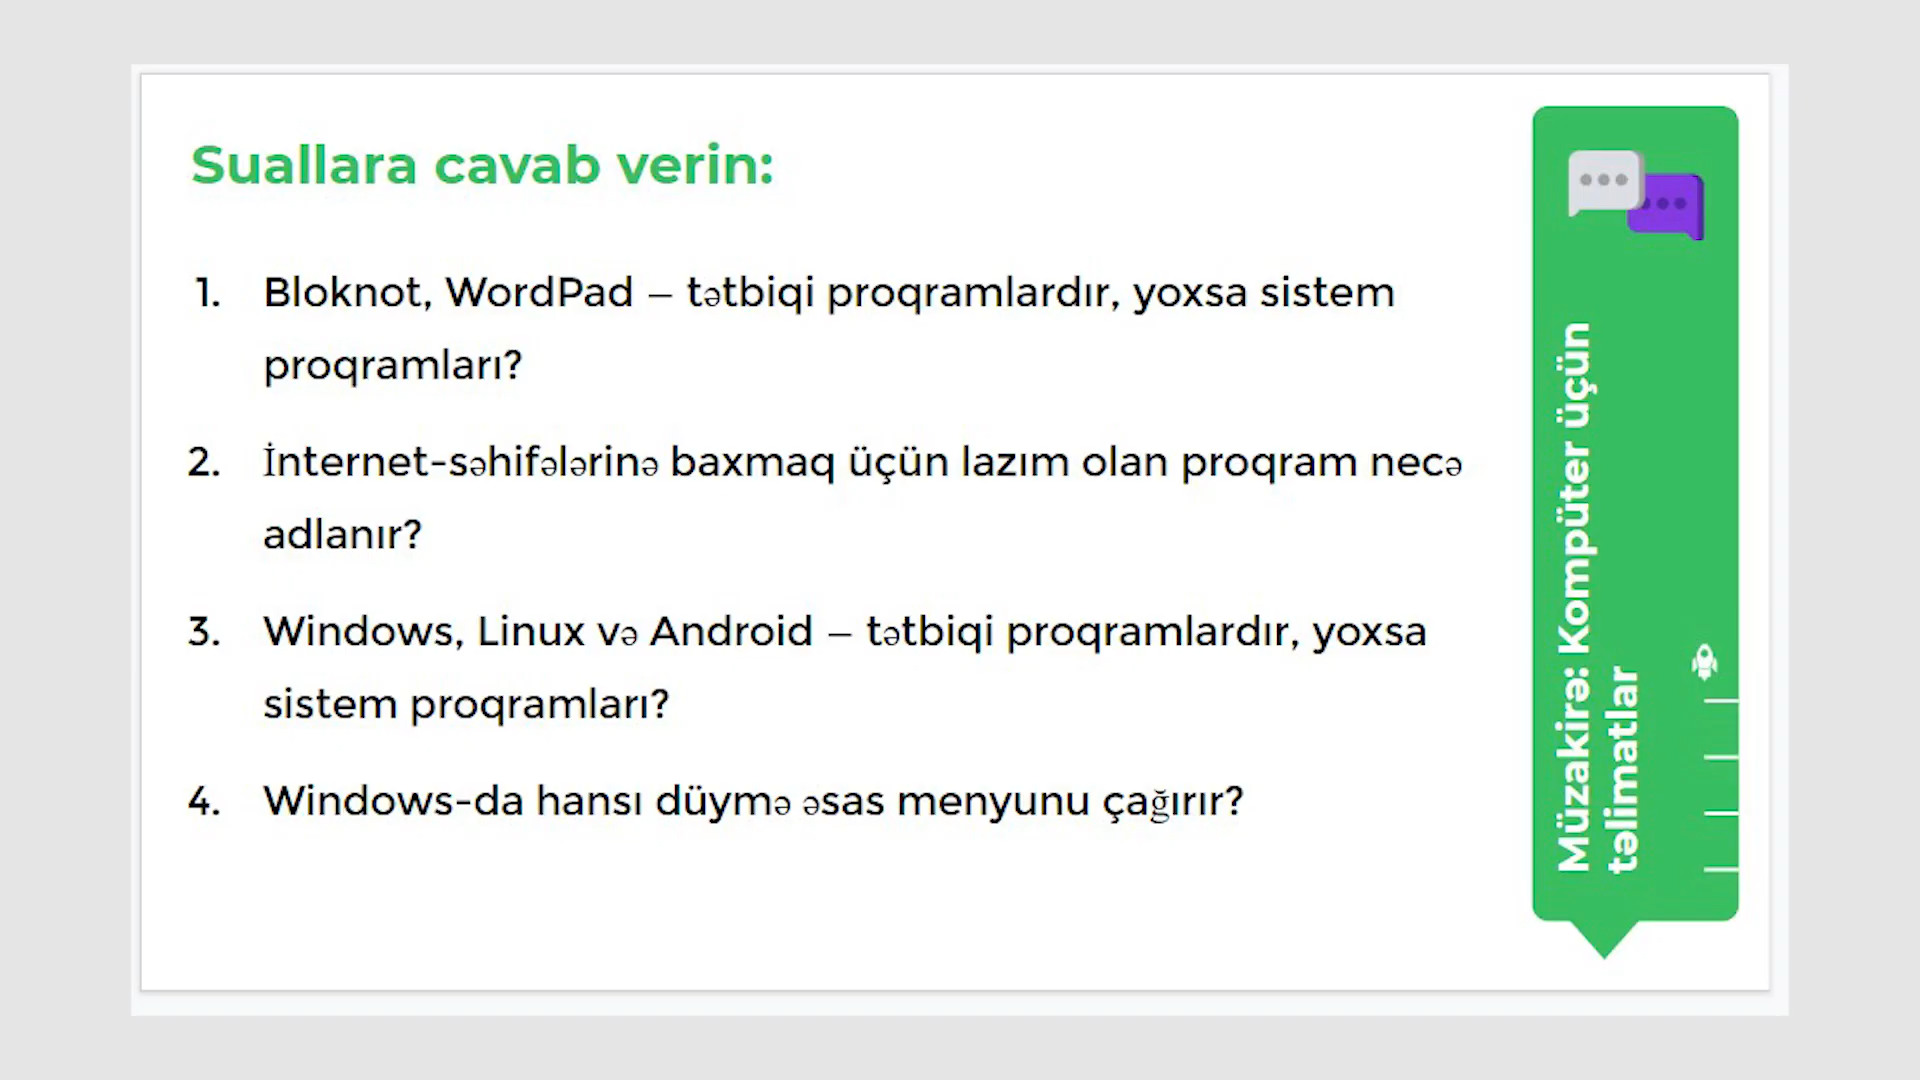 Suallara cavab verin:
1. Bloknot, WordPad – tətbiqi proqramlardır, yoxsa sistem
proqramları?
2. İnternet-səhifələrinə baxmaq üçün lazım olan proqram necə
adlanır?
3. Windows, Linux və Android – tətbiqi proqramlardır, yoxsa
sistem proqramları?
4. Windows-da hansı düymə əsas menyunu çağırır?
Müzakirə: Kompüter üçün
təlimatlar